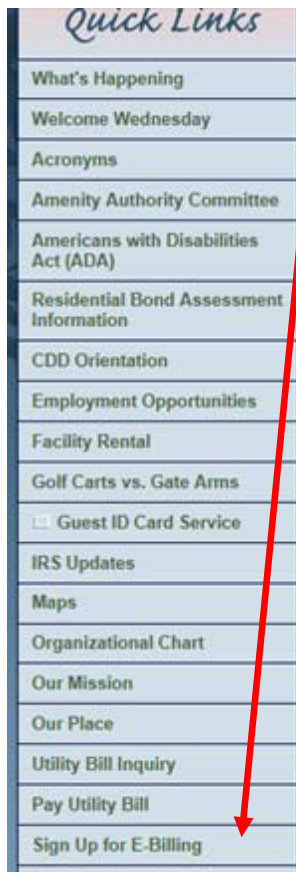 Quick Links
What's Happening
Welcome Wednesday
Acronyms
Amenity Authority Committee
Americans with Disabilities
Act (ADA)
Residential Bond Assessment
Information
CDD Orientation
Employment Opportunities
Facility Rental
Golf Carts vs. Gate Arms
Guest ID Card Service
IRS Updates
Maps
Organizational Chart
Our Mission
Our Place
Utility Bill Inquiry
Pay Utility Bill
Sign Up for E-Billing